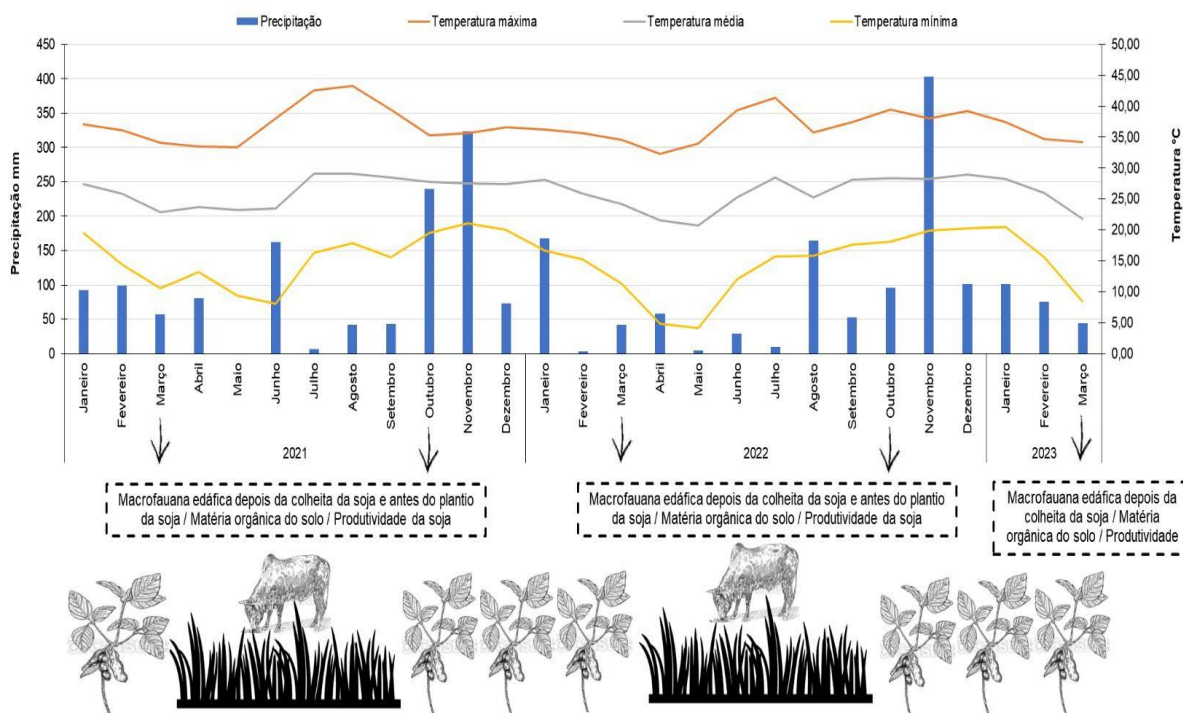 Precipitação Temperatura máxima Temperatura média Temperatura mínima
Precipitação mm
450
400
350
300
250
200
150
100
50
0
50,00
45,00
40,00
35,00
30,00
25,00
20,00
15,00
10,00
5,00
0,00
Temperatura °C
Janeiro
Fevereiro
Março
Abril
Maio
Junho
Julho
Agosto
Setembro
Outubro
Novembro
Dezembro
Janeiro
Fevereiro
Março
Abril
Maio
Junho
Julho
Agosto
Setembro
Outubro
Novembro
Dezembro
Janeiro
Fevereiro
Março
2021 2022 2023
Macrofauana edáfica depois da colheita da soja e antes do plantio
da soja / Matéria orgânica do solo / Produtividade da soja
Macrofauana edáfica depois da colheita da soja e antes do plantio
da soja / Matéria orgânica do solo / Produtividade da soja
Macrofauana edáfica depois da
colheita da soja / Matéria
orgânica do solo / Produtividade